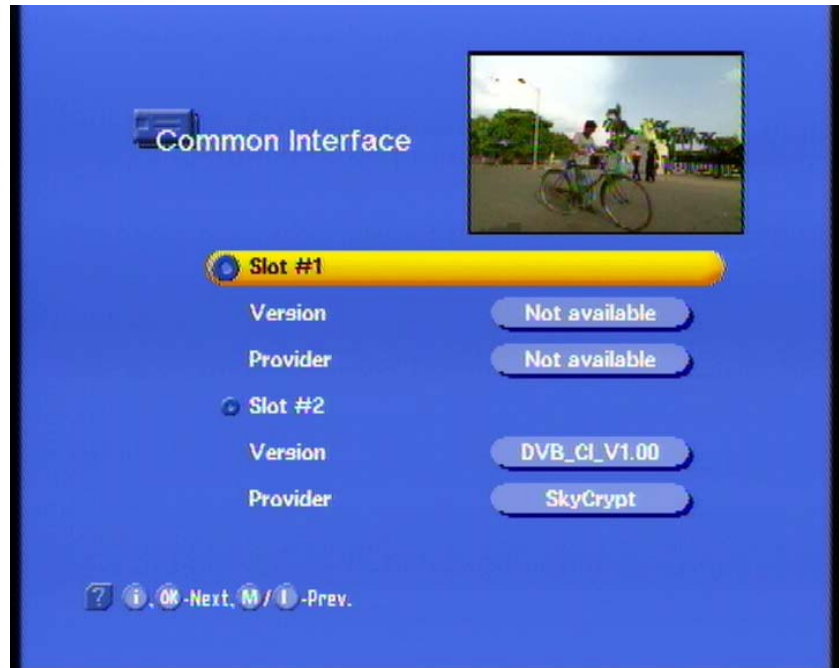 Common Interface
Slot #1
Version Not available
Provider Not available
Slot #2
Version DVB_CI_V1.00
Provider SkyCrypt
? i, OK -Next, M / I -Prev.